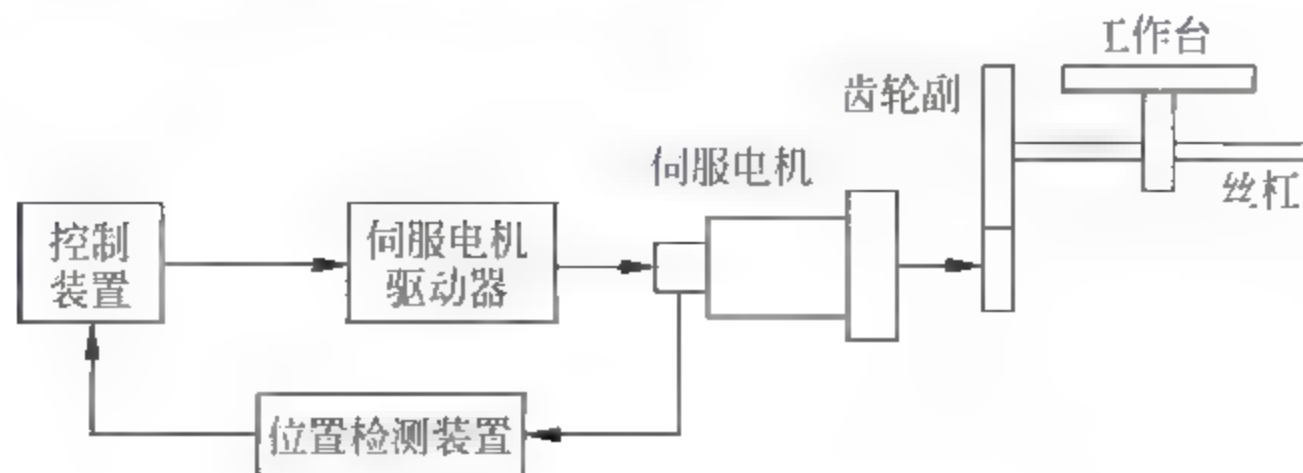 工作台
齿轮副
伺服电机
丝杠
控制
装置
伺服电机
驱动器
位置检测装置